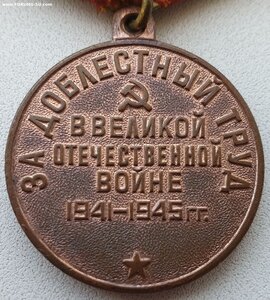 ЗА ДОБЛЕСТНЫЙ ТРУД
В ВЕЛИКОЙ
ОТЕЧЕСТВЕННОЙ
ВОЙНЕ
1941-1945 гг.